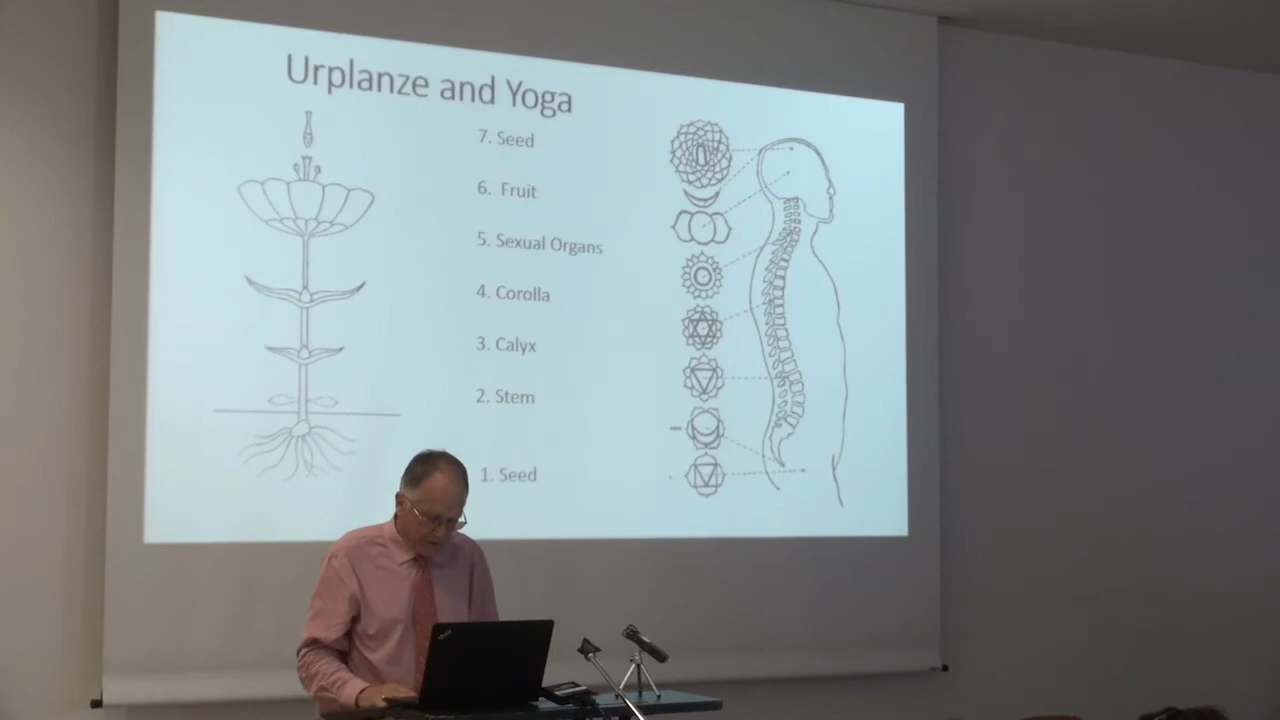 Urplanze and Yoga
7. Seed
6. Fruit
5. Sexual Organs
4. Corolla
3. Calyx
2. Stem
1. Seed